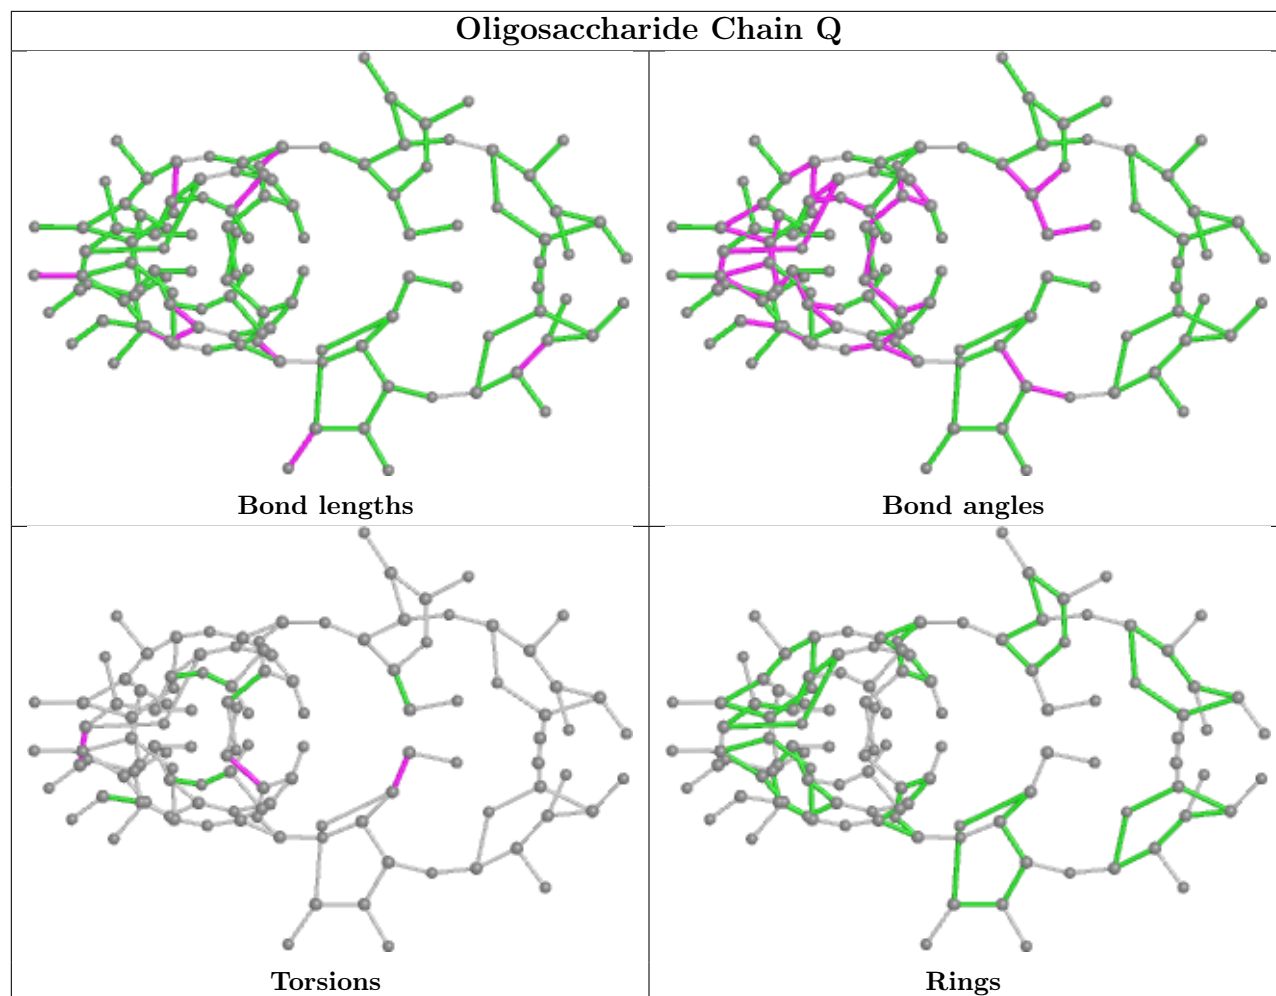 Oligosaccharide Chain Q
Bond lengths
Bond angles
Torsions
Rings